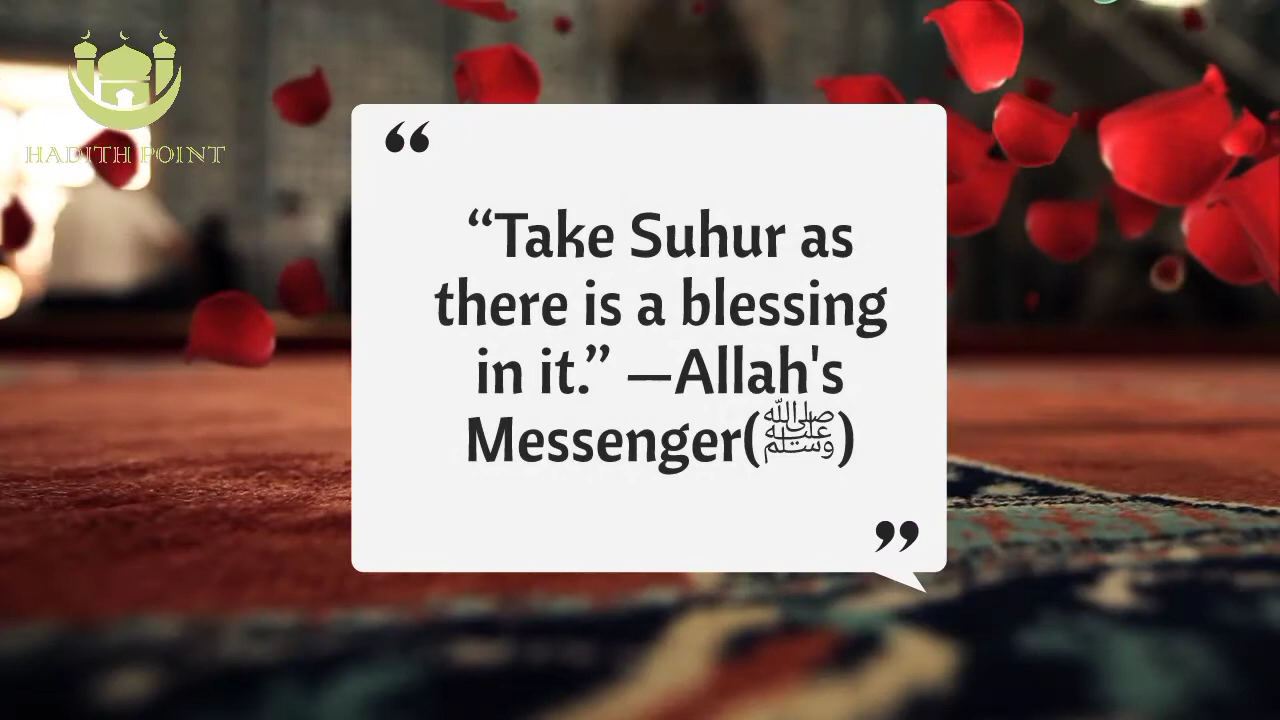 HADITH POINT
“
“Take Suhur as
there is a blessing
in it.” —Allah's
Messenger(ﷺ)
”